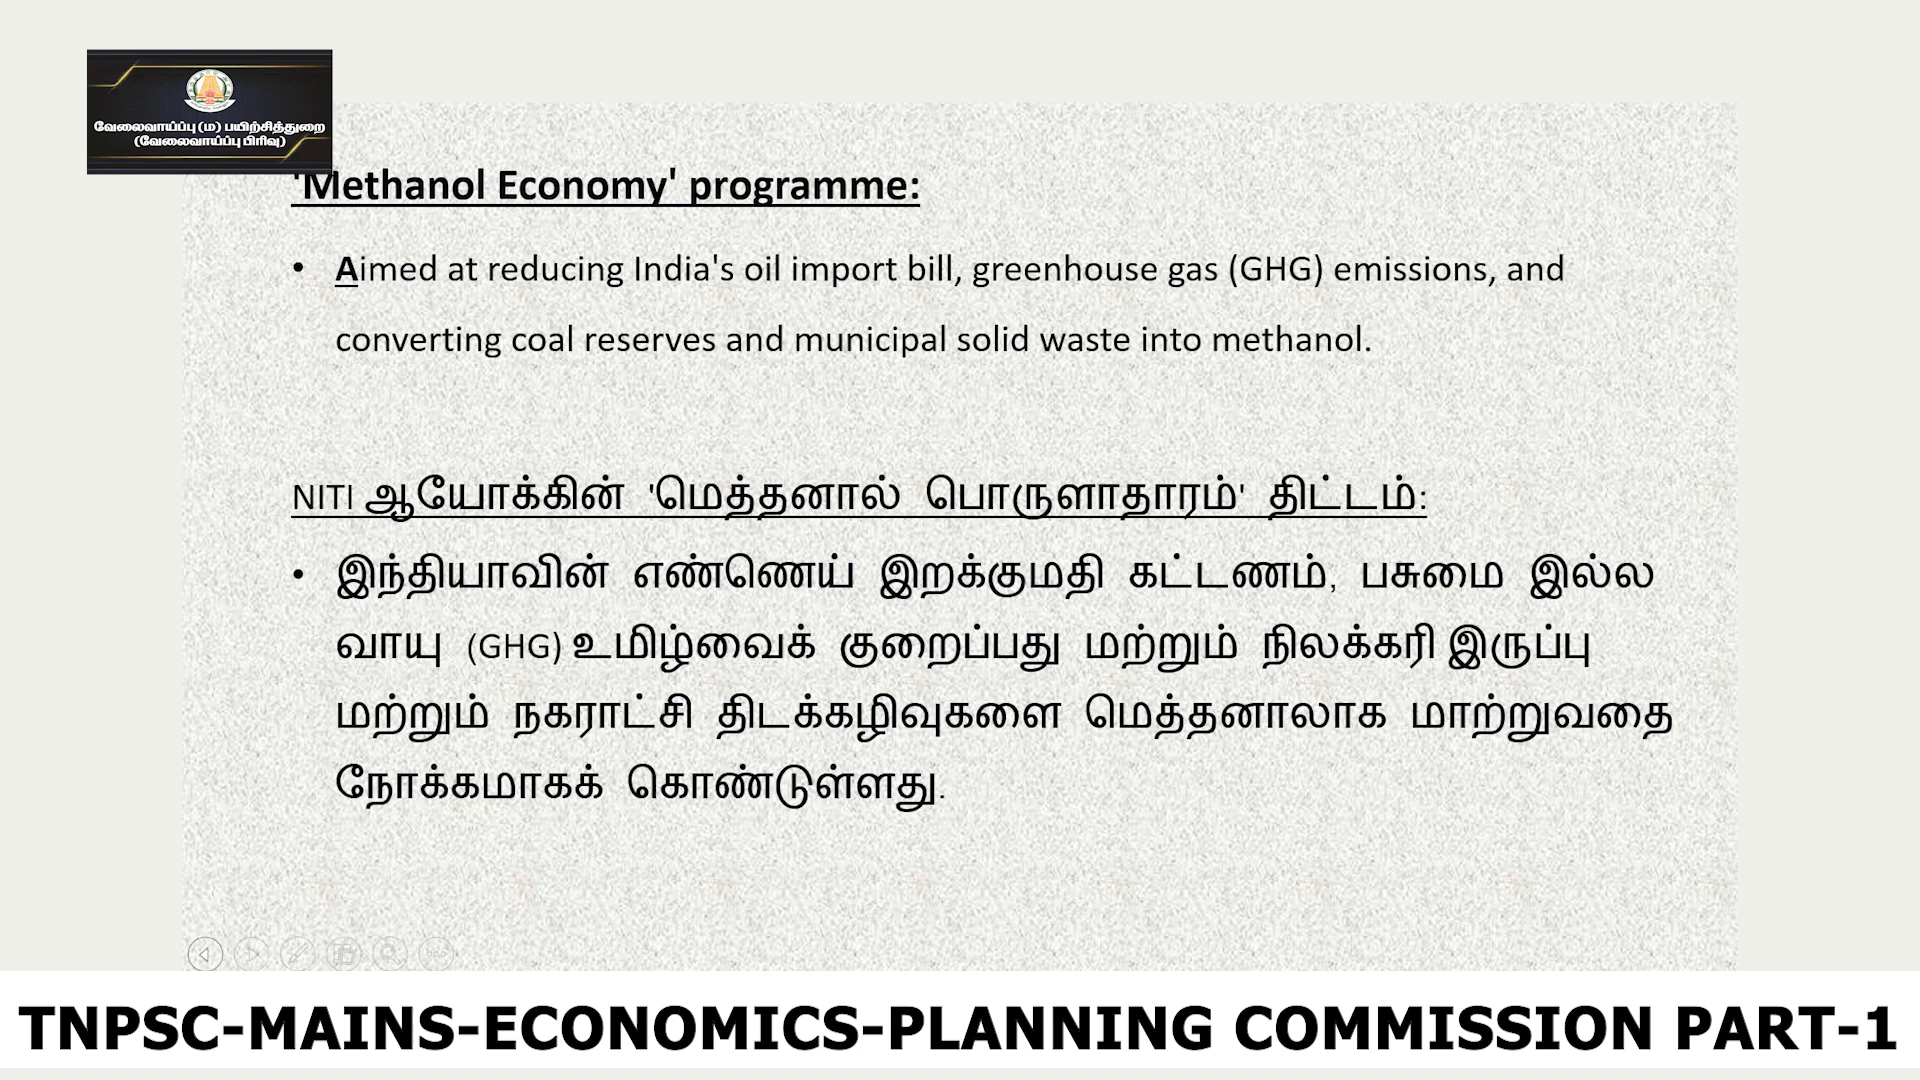 வேலைவாய்ப்பு (ம) பயிற்சித்துறை
(வேலைவாய்ப்பு பிரிவு)
'Methanol Economy' programme:
• Aimed at reducing India's oil import bill, greenhouse gas (GHG) emissions, and
converting coal reserves and municipal solid waste into methanol.
NITI ஆயோக்கின் 'மெத்தனால் பொருளாதாரம்' திட்டம்:
• இந்தியாவின் எண்ணெய் இறக்குமதி கட்டணம், பசுமை இல்ல
வாயு (GHG) உமிழ்வைக் குறைப்பது மற்றும் நிலக்கரி இருப்பு
மற்றும் நகராட்சி திடக்கழிவுகளை மெத்தனாலாக மாற்றுவதை
நோக்கமாகக் கொண்டுள்ளது.
TNPSC-MAINS-ECONOMICS-PLANNING COMMISSION PART-1